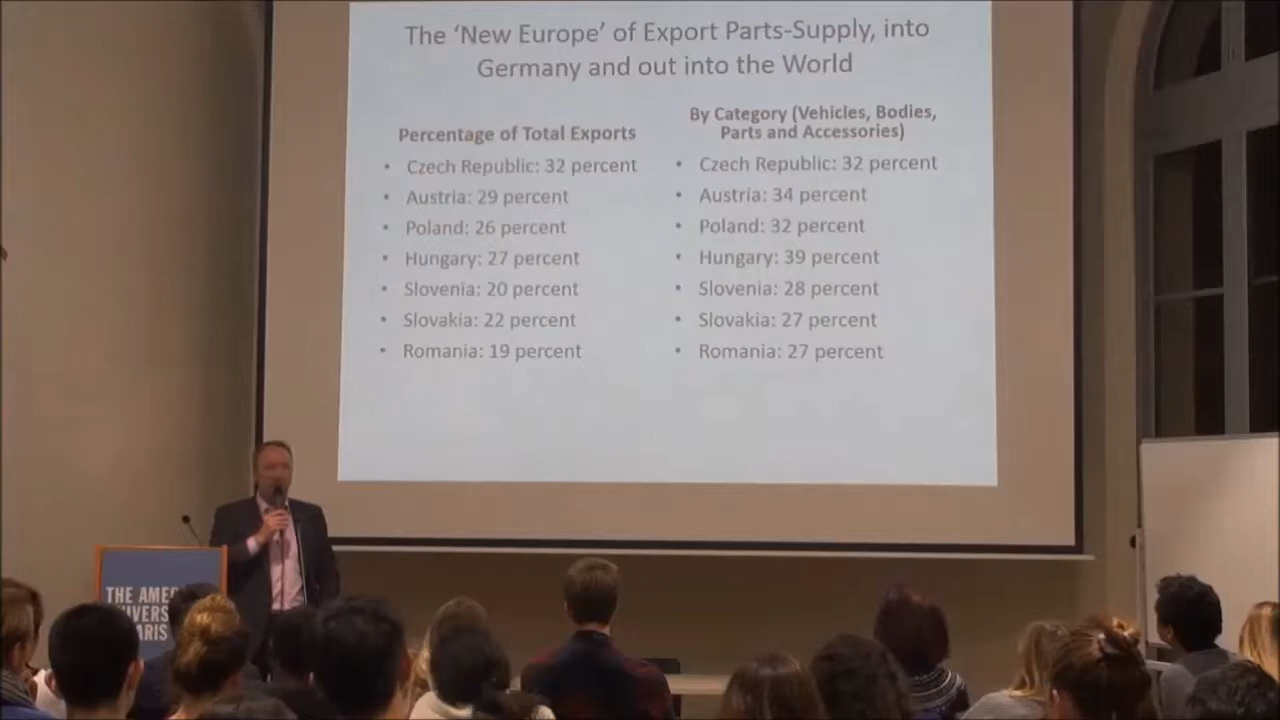 The ‘New Europe’ of Export Parts-Supply, into
Germany and out into the World
Percentage of Total Exports
• Czech Republic: 32 percent
• Austria: 29 percent
• Poland: 26 percent
• Hungary: 27 percent
• Slovenia: 20 percent
• Slovakia: 22 percent
• Romania: 19 percent
By Category (Vehicles, Bodies,
Parts and Accessories)
• Czech Republic: 32 percent
• Austria: 34 percent
• Poland: 32 percent
• Hungary: 39 percent
• Slovenia: 28 percent
• Slovakia: 27 percent
• Romania: 27 percent
THE